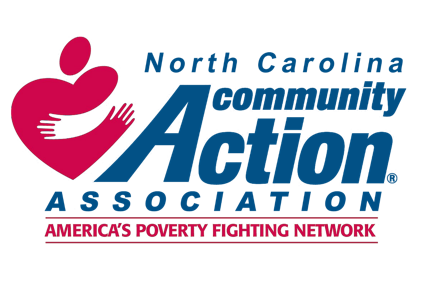 North Carolina
community
Action®
ASSOCIATION
AMERICA'S POVERTY FIGHTING NETWORK